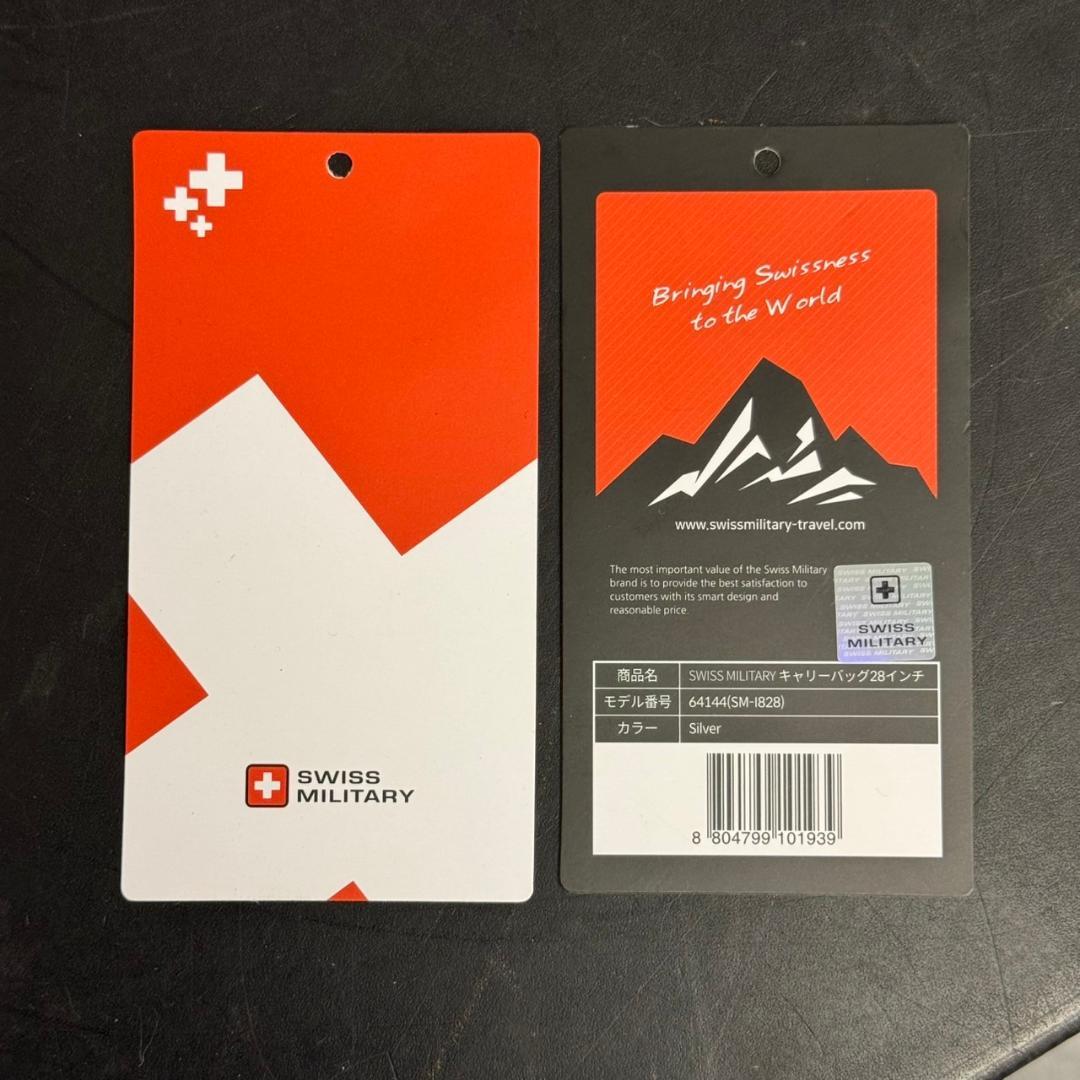 SWISS
MILITARY
Bringing Swissness
to the World
www.swissmilitary-travel.com
The most important value of the Swiss Military
brand is to provide the best satisfaction to
customers with its smart design and
reasonable price.
SWISS
MILITARY
商品名 SWISS MILITARY キャリーバッグ28インチ
モデル番号 64144(SM-I828)
カラー Silver
8 804799 101939